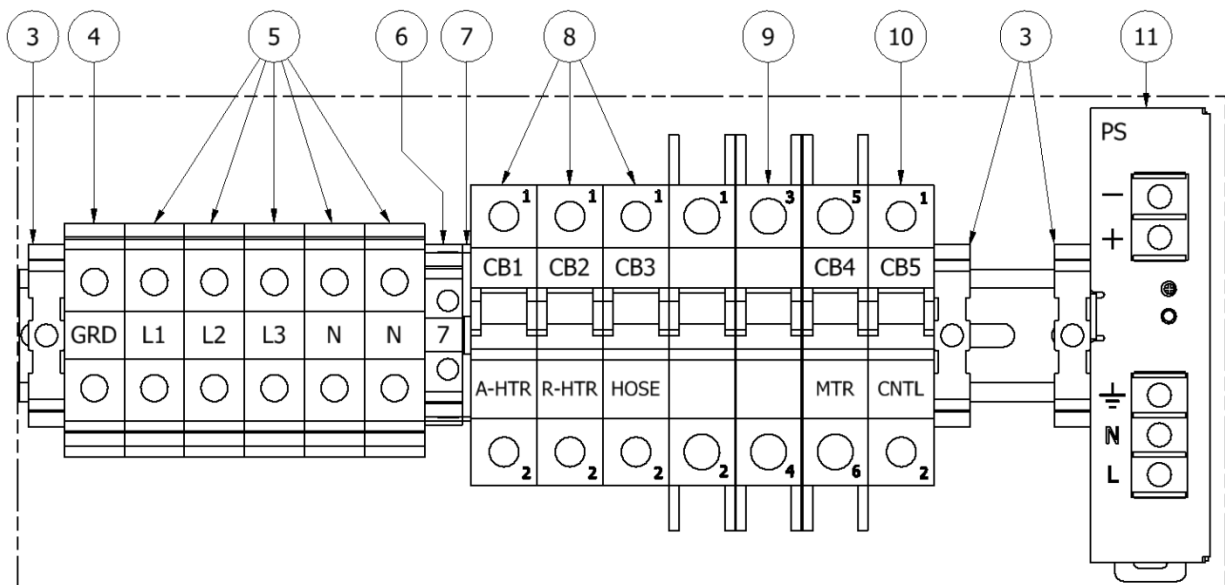 3 4 5 6 7 8 9 10 3 11
PS
1 1 1 1 3 5 1
−
+
CB1 CB2 CB3 CB4 CB5
GRD L1 L2 L3 N N 7
A-HTR R-HTR HOSE MTR CNTL
N
2 2 2 2 4 6 2
L